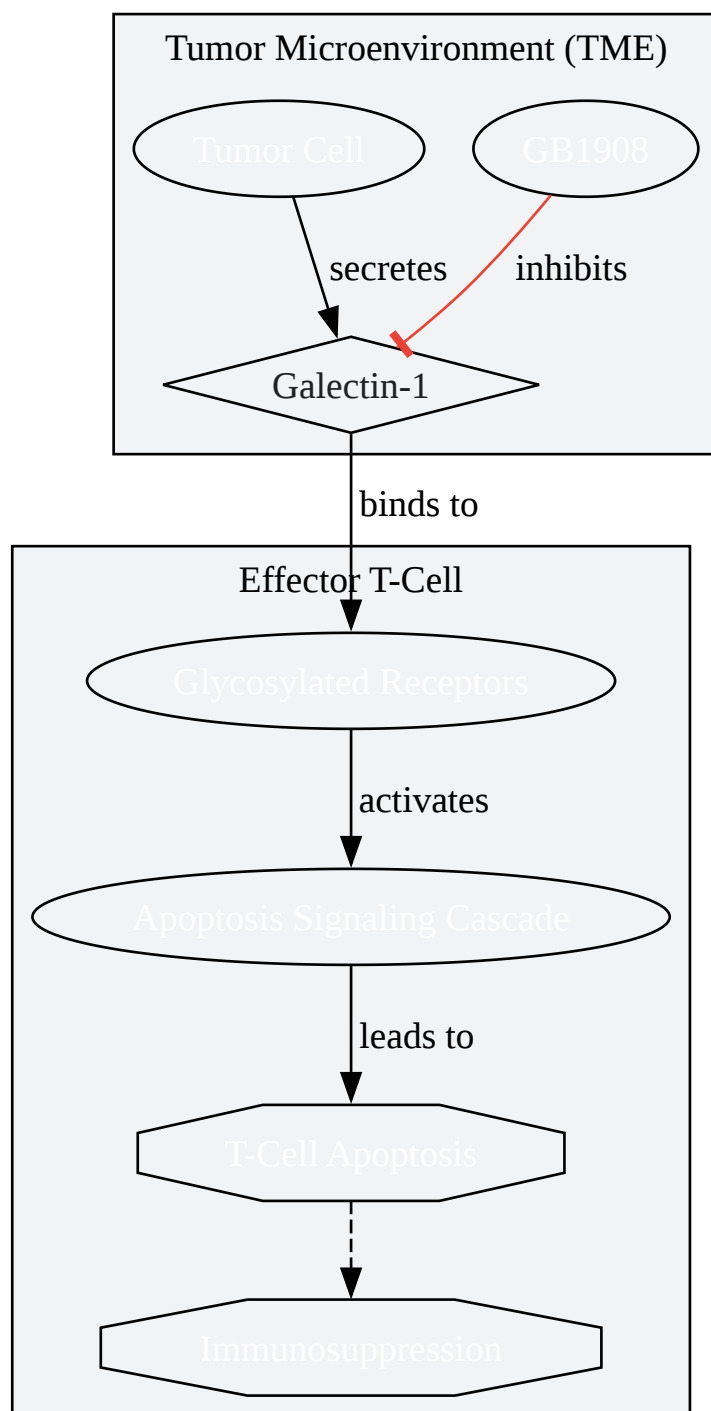 Tumor Microenvironment (TME)
Tumor Cell
GB1908
secretes
inhibits
Galectin-1
binds to
Effector T-Cell
Glycosylated Receptors
activates
Apoptosis Signaling Cascade
leads to
T-Cell Apoptosis
Immunosuppression